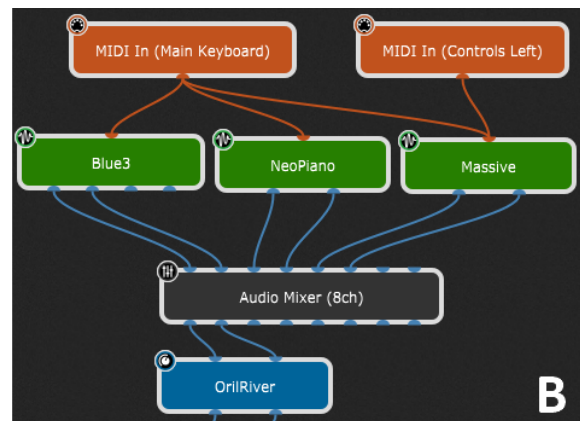 MIDI In (Main Keyboard)
MIDI In (Controls Left)
Blue3
NeoPiano
Massive
Audio Mixer (8ch)
OrilRiver
B